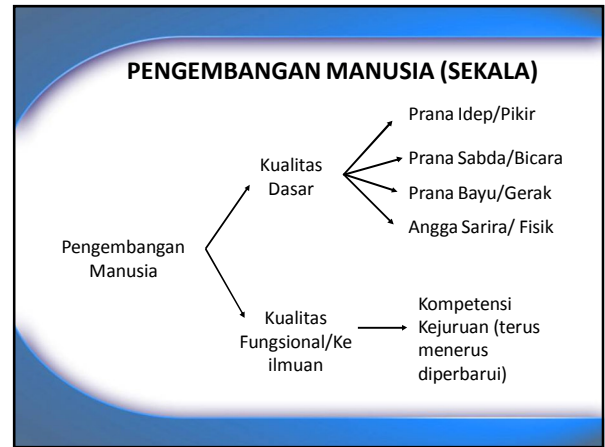 PENGEMBANGAN MANUSIA (SEKALA)
Prana Idep/Pikir
Kualitas
Dasar
Prana Sabda/Bicara
Prana Bayu/Gerak
Angga Sarira/ Fisik
Pengembangan
Manusia
Kualitas
Fungsional/Ke
ilmuan
Kompetensi
Kejuruan (terus
menerus
diperbarui)